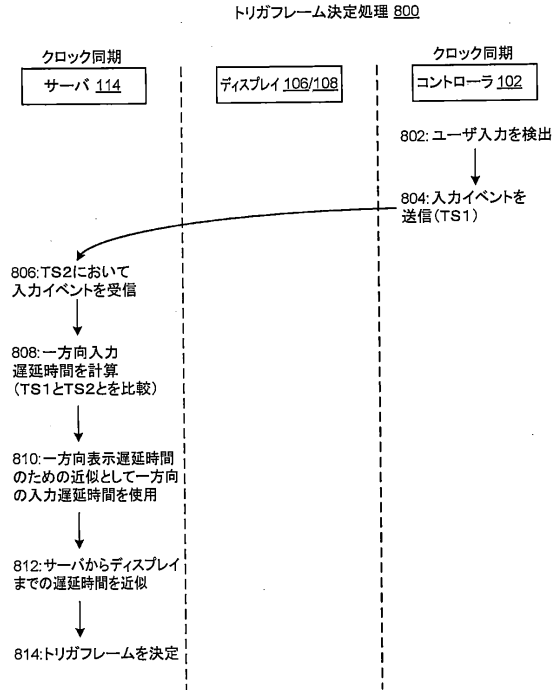 トリガフレーム決定処理 800
クロック同期
サーバ 114
ディスプレイ 106/108
クロック同期
コントローラ 102
802:ユーザ入力を検出
804:入力イベントを
送信(TS1)
806:TS2において
入力イベントを受信
808:一方向入力
遅延時間を計算
(TS1とTS2とを比較)
810:一方向表示遅延時間
のための近似として一方向
の入力遅延時間を使用
812:サーバからディスプレイ
までの遅延時間を近似
814:トリガフレームを決定